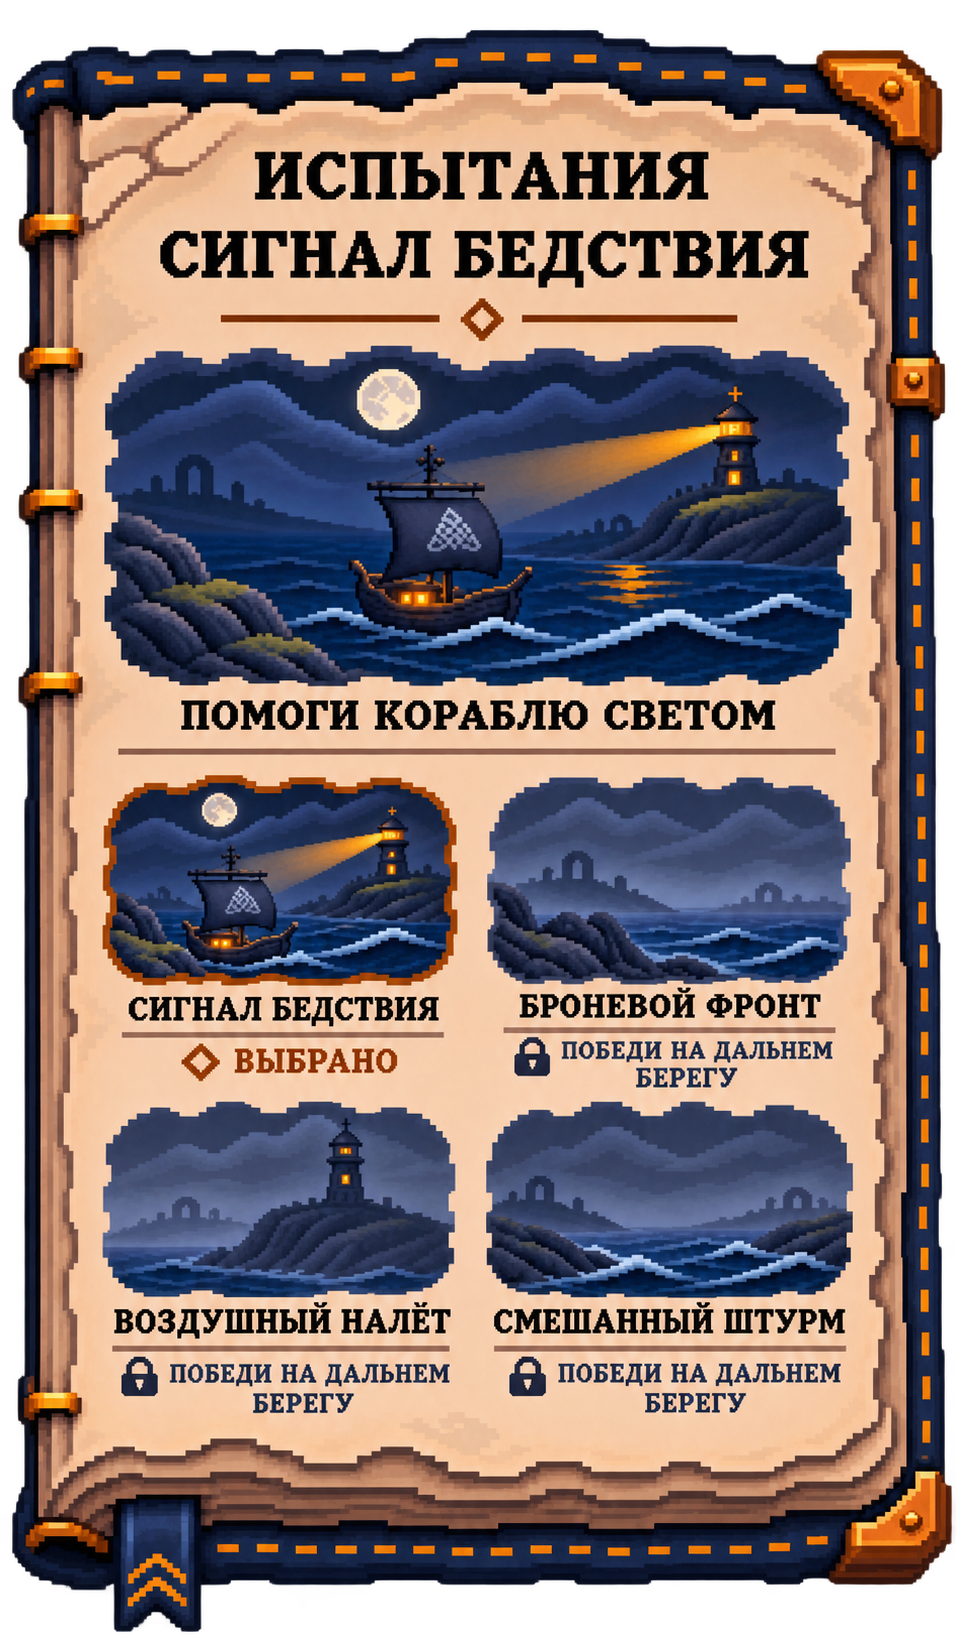 ИСПЫТАНИЯ
СИГНАЛ БЕДСТВИЯ
ПОМОГИ КОРАБЛЮ СВЕТОМ
СИГНАЛ БЕДСТВИЯ
ВЫБРАНО
БРОНЕВОЙ ФРОНТ
ПОБЕДИ НА ДАЛЬНЕМ
БЕРЕГУ
ВОЗДУШНЫЙ НАЛЁТ
ПОБЕДИ НА ДАЛЬНЕМ
БЕРЕГУ
СМЕШАННЫЙ ШТУРМ
ПОБЕДИ НА ДАЛЬНЕМ
БЕРЕГУ